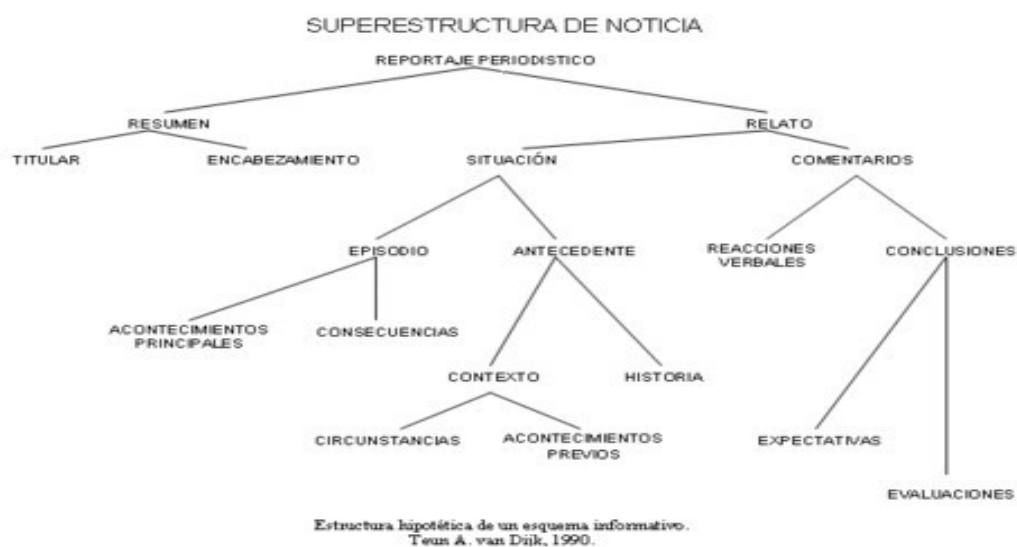 SUPERESTRUCTURA DE NOTICIA
REPORTAJE PERIODISTICO
RESUMEN
RELATO
TITULAR
ENCABEZAMIENTO
SITUACIÓN
COMENTARIOS
EPISODIO
ANTECEDENTE
REACCIONES
VERBALES
CONCLUSIONES
ACONTECIMIENTOS
PRINCIPALES
CONSECUENCIAS
CONTEXTO
HISTORIA
CIRCUNSTANCIAS
ACONTECIMIENTOS
PREVIOS
EXPECTATIVAS
EVALUACIONES
Estructura hipotética de un esquema informativo.
Teun A. van Dijk, 1990.